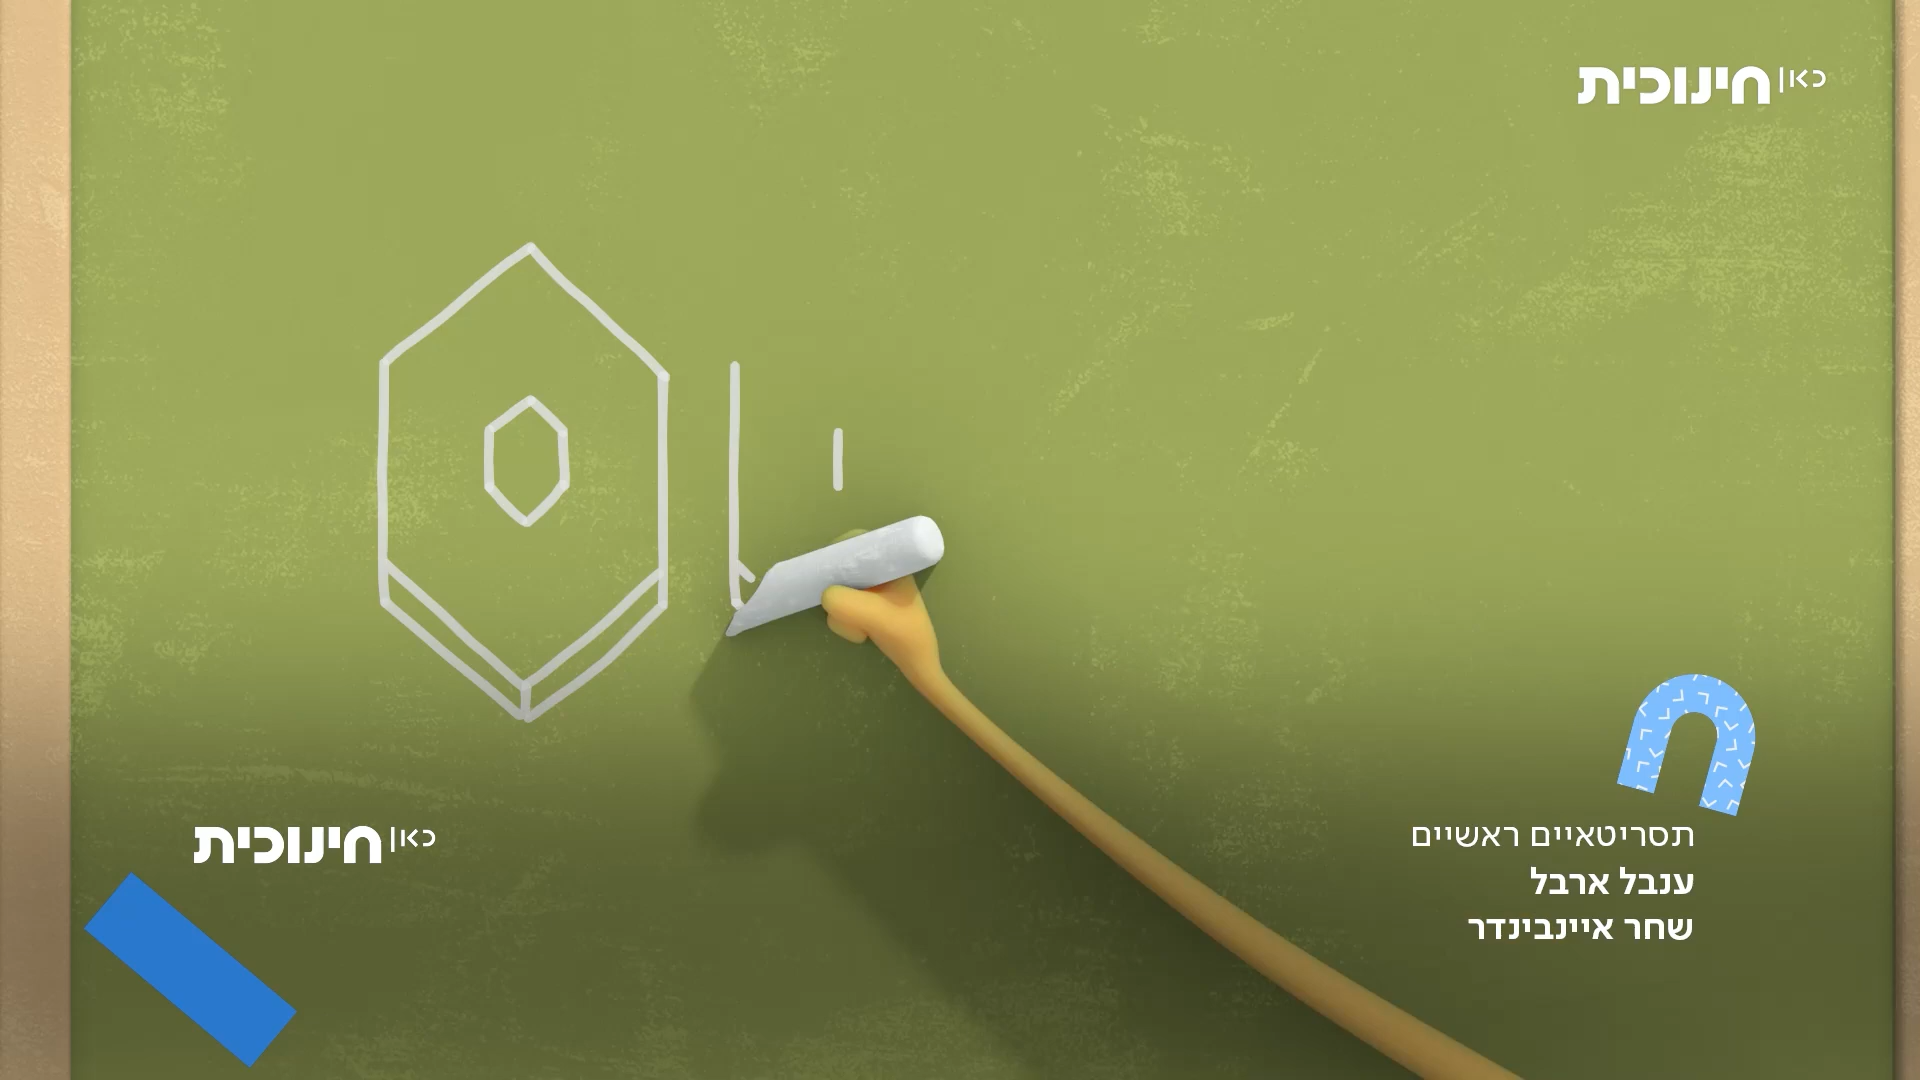 כאן חינוכית
תסריטאיים ראשיים
ענבל ארבל
שחר איינבינדר
כאן חינוכית